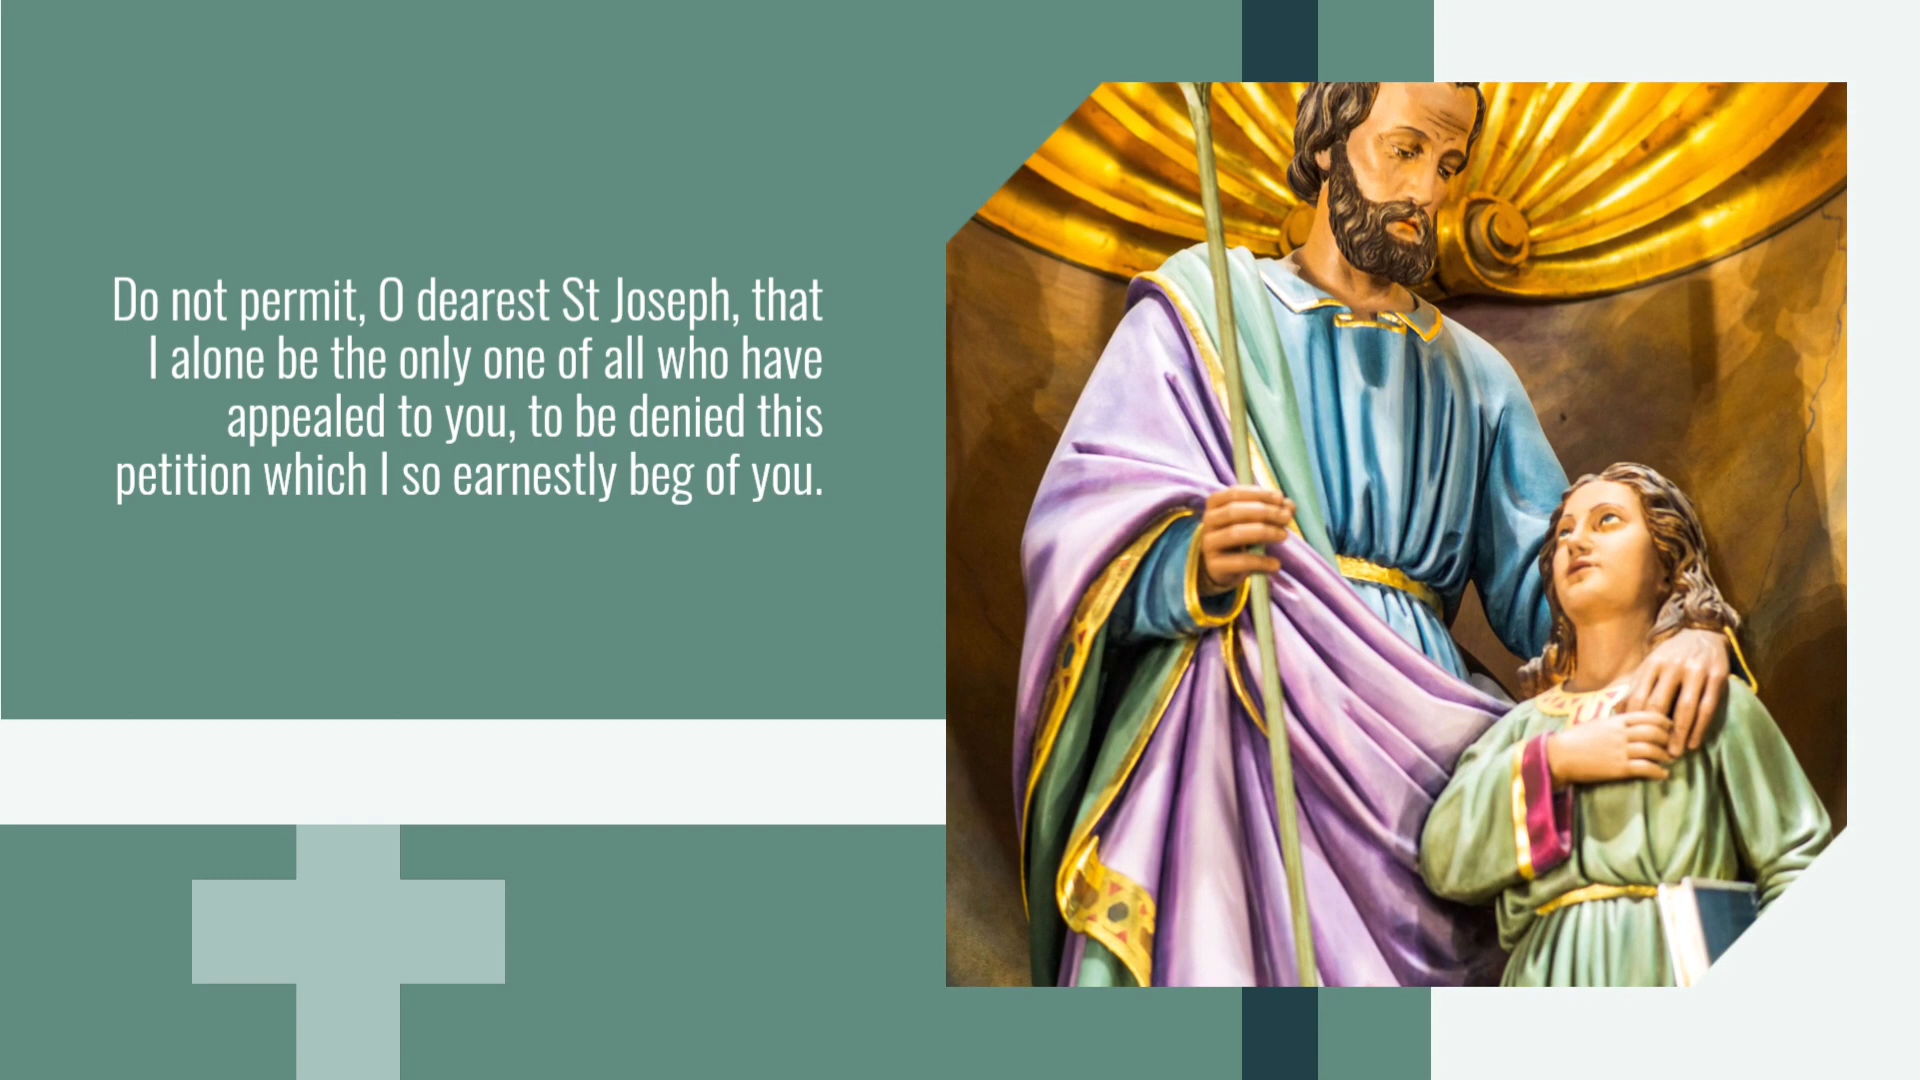 Do not permit, O dearest St Joseph, that
I alone be the only one of all who have
appealed to you, to be denied this
petition which I so earnestly beg of you.